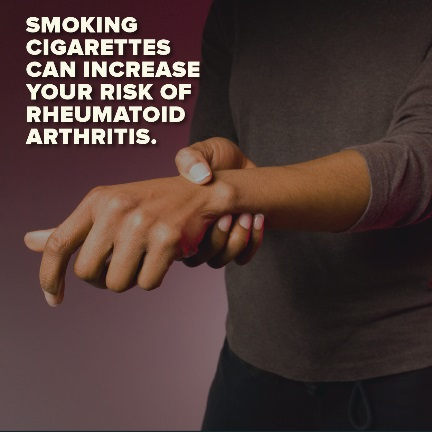 SMOKING
CIGARETTES
CAN INCREASE
YOUR RISK OF
RHEUMATOID
ARTHRITIS.